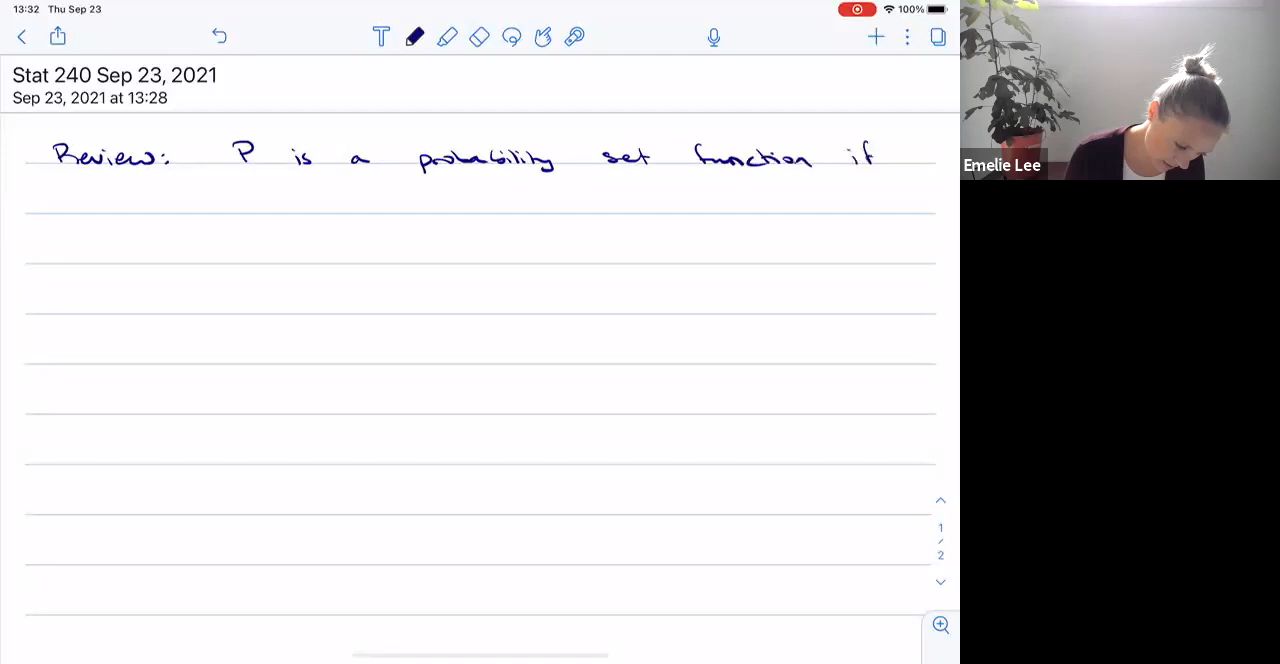 13:32 Thu Sep 23
100%
Stat 240 Sep 23, 2021
Sep 23, 2021 at 13:28
Review: P is a probability set function if
1
2
Emelie Lee